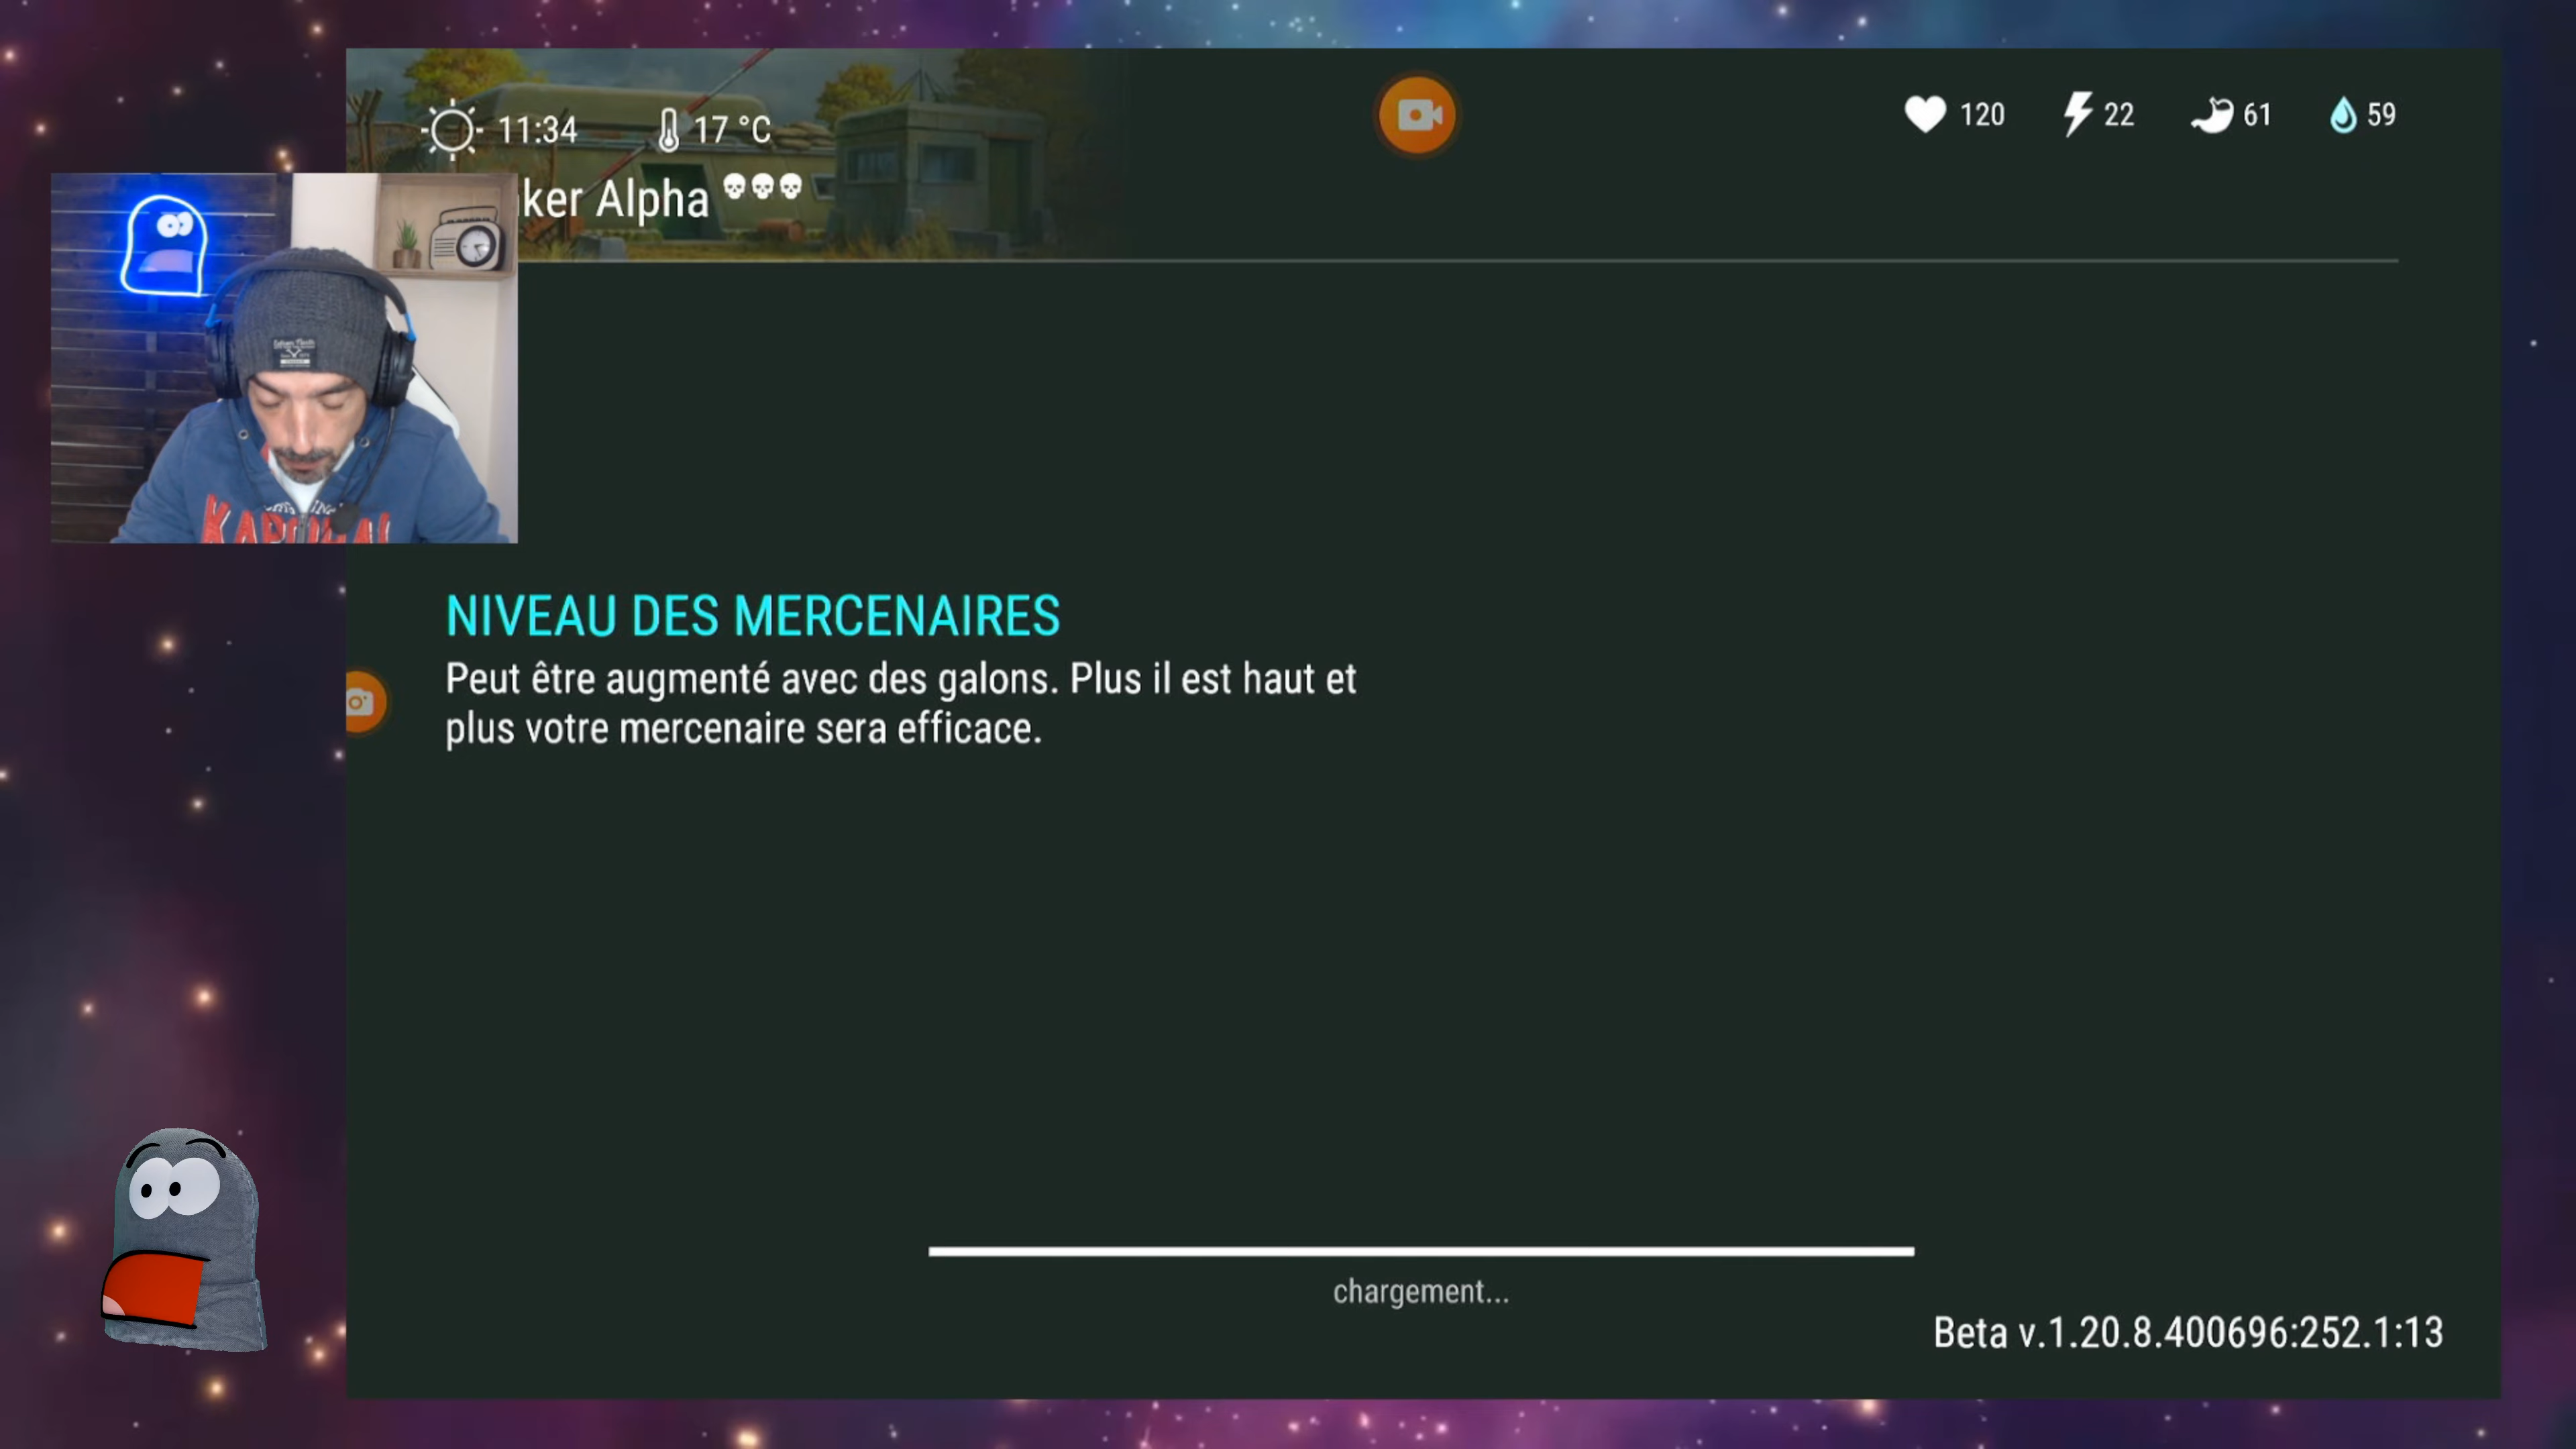 11:34
17 °C
120
22
61
59
ker Alpha
NIVEAU DES MERCENAIRES
Peut être augmenté avec des galons. Plus il est haut et
plus votre mercenaire sera efficace.
chargement...
Beta v.1.20.8.400696:252.1:13